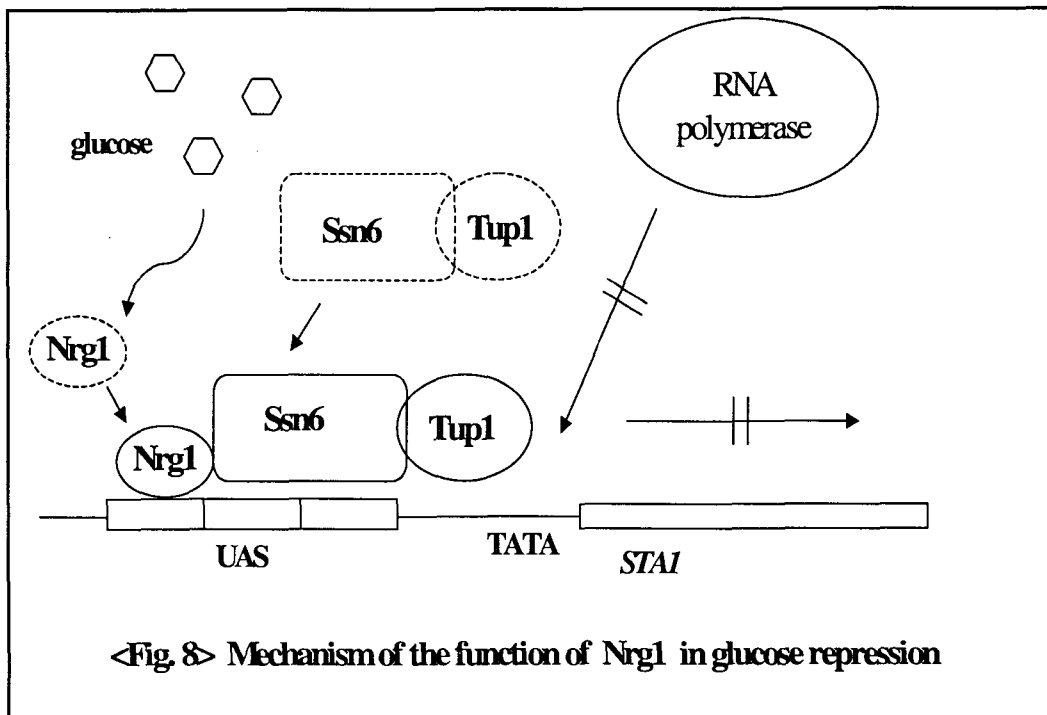 RNA
polymerase
glucose
Ssn6
Tup1
Nrg1
Ssn6
Tup1
Nrg1
UAS
TATA
STA1
<Fig. 8> Mechanism of the function of Nrg1 in glucose repression